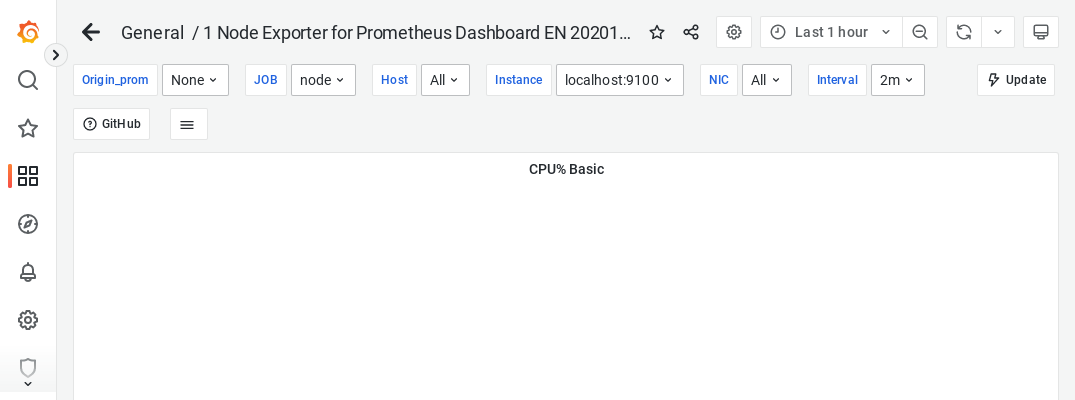 General / 1 Node Exporter for Prometheus Dashboard EN 20201... Last 1 hour
Origin_prom None JOB node Host All Instance localhost:9100 NIC All Interval 2m Update
GitHub
CPU% Basic